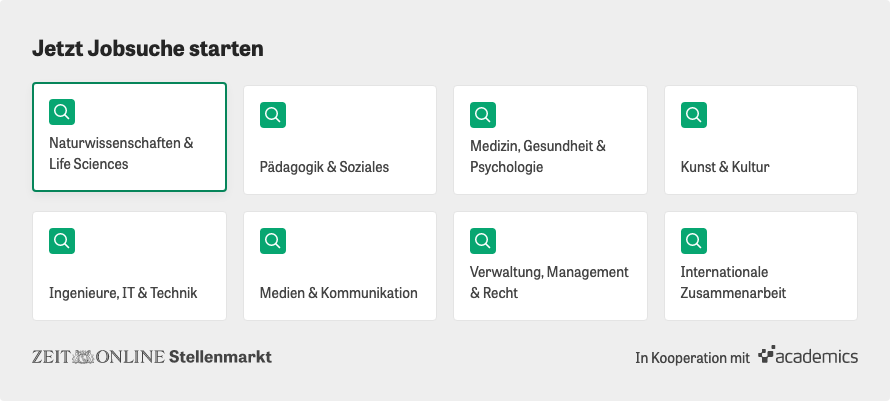 Jetzt Jobsuche starten
Naturwissenschaften &
Life Sciences
Pädagogik & Soziales
Medizin, Gesundheit &
Psychologie
Kunst & Kultur
Ingenieure, IT & Technik
Medien & Kommunikation
Verwaltung, Management
& Recht
Internationale
Zusammenarbeit
ZEIT ONLINE Stellenmarkt
In Kooperation mit academics